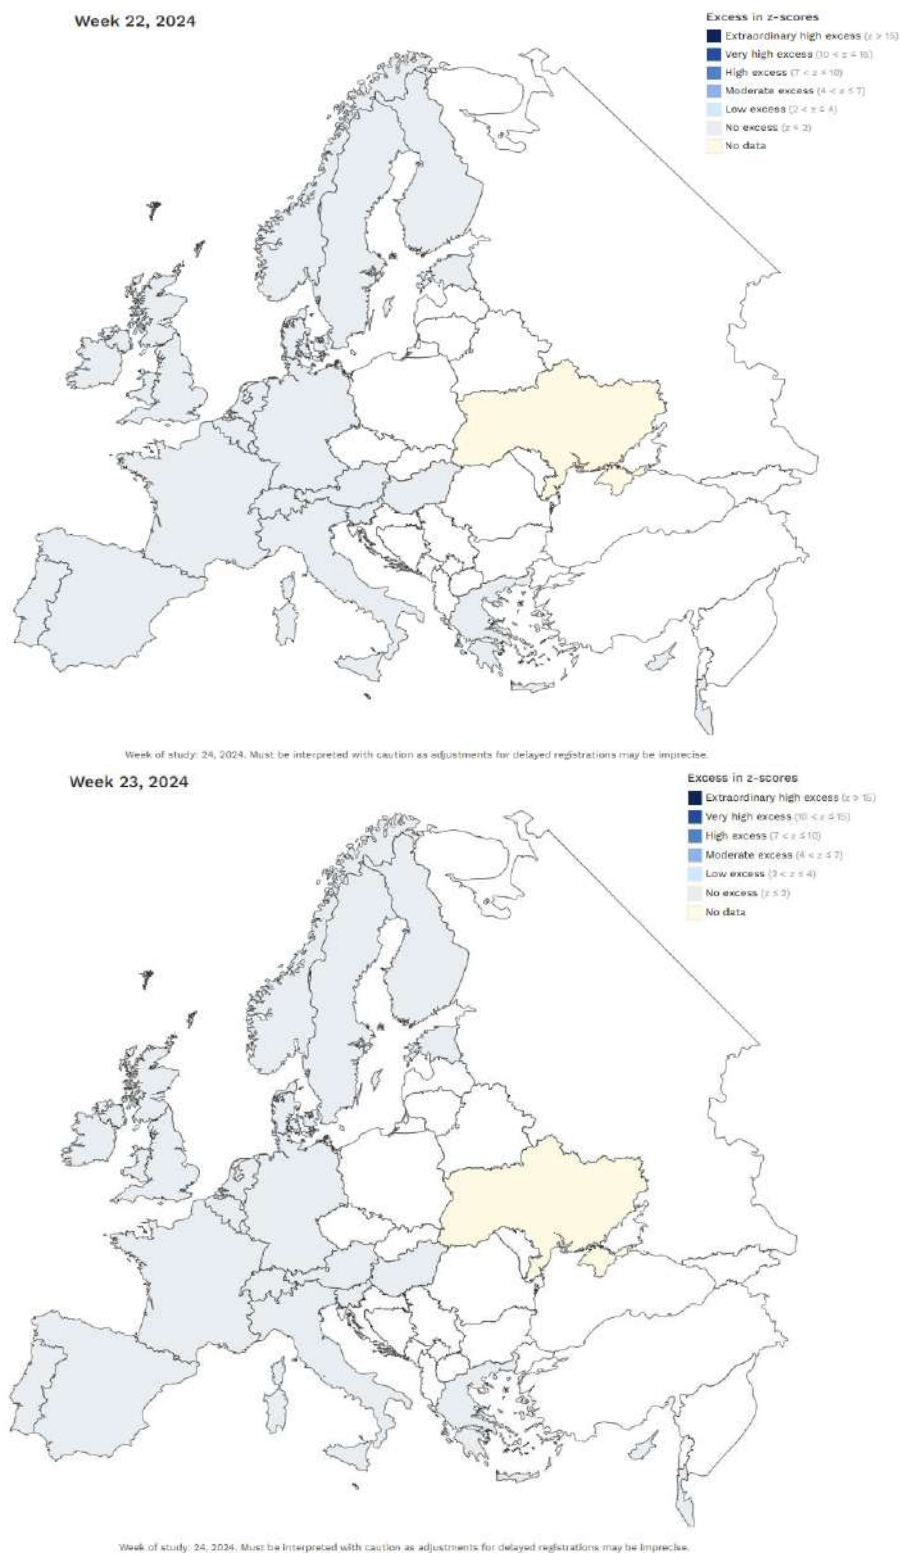 Week 22, 2024
Excess in z-scores
Extraordinary high excess (z > 15)
Very high excess (10 < z ≤ 15)
High excess (7 < z ≤ 10)
Moderate excess (4 < z ≤ 7)
Low excess (2 < z ≤ 4)
No excess (z ≤ 2)
No data
Week of study: 24, 2024. Must be interpreted with caution as adjustments for delayed registrations may be imprecise.
Week 23, 2024
Excess in z-scores
Extraordinary high excess (z > 15)
Very high excess (10 < z ≤ 15)
High excess (7 < z ≤ 10)
Moderate excess (4 < z ≤ 7)
Low excess (2 < z ≤ 4)
No excess (z ≤ 2)
No data
Week of study: 24, 2024. Must be interpreted with caution as adjustments for delayed registrations may be imprecise.